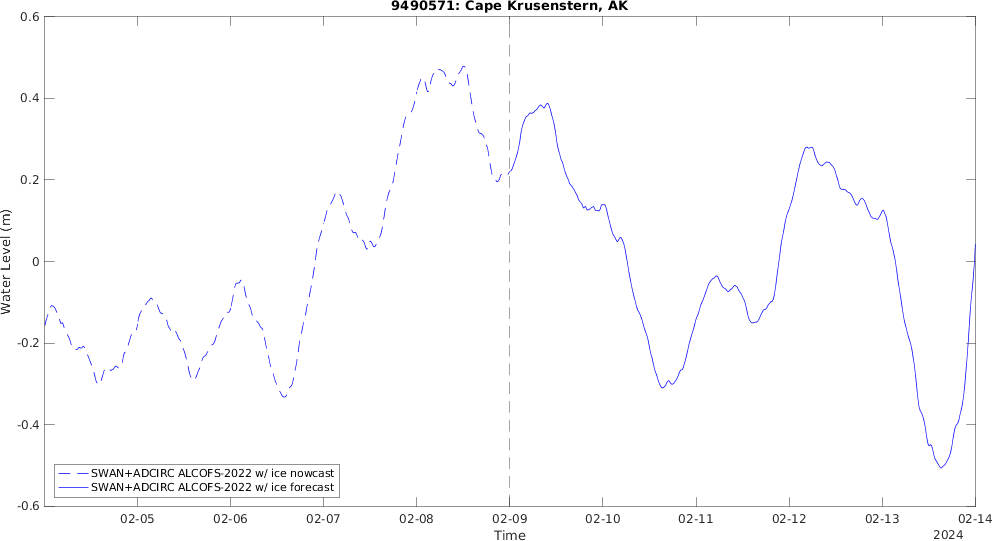 9490571: Cape Krusenstern, AK
0.6
0.4
0.2
0
-0.2
-0.4
-0.6
Water Level (m)
SWAN+ADCIRC ALCOFS-2022 w/ ice nowcast
SWAN+ADCIRC ALCOFS-2022 w/ ice forecast
02-05 02-06 02-07 02-08 02-09 02-10 02-11 02-12 02-13 02-14
Time
2024